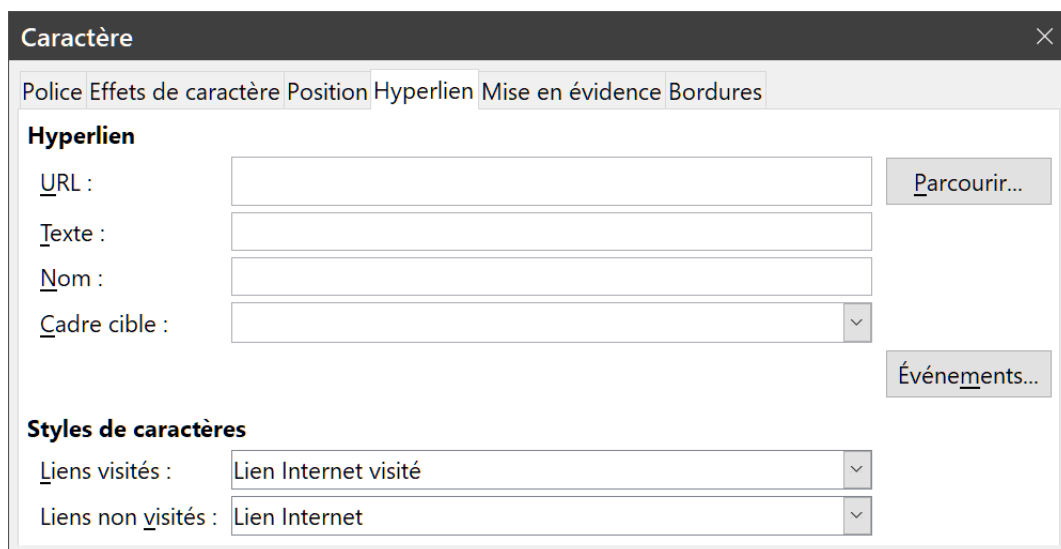 Caractère
Police Effets de caractère Position Hyperlien Mise en évidence Bordures
Hyperlien
URL : Parcourir...
Texte :
Nom :
Cadre cible :
Événements...
Styles de caractères
Liens visités : Lien Internet visité
Liens non visités : Lien Internet